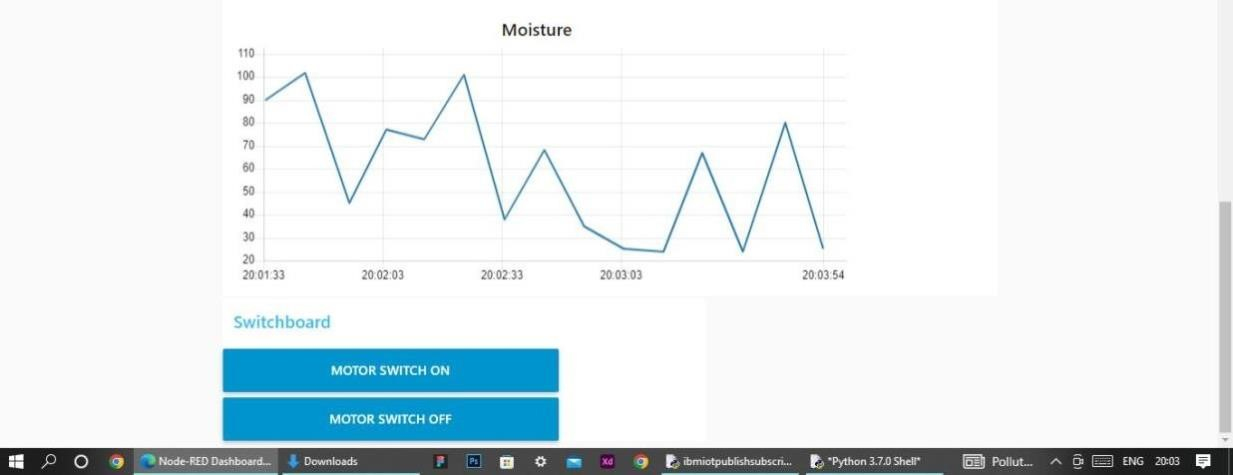 Moisture
110
100
90
80
70
60
50
40
30
20
20:01:33 20:02:03 20:02:33 20:03:03 20:03:54
Switchboard
MOTOR SWITCH ON
MOTOR SWITCH OFF
Node-RED Dashboard... Downloads Ps Xd ibmiotpublishsubscri... *Python 3.7.0 Shell* Pollut... ENG 20:03